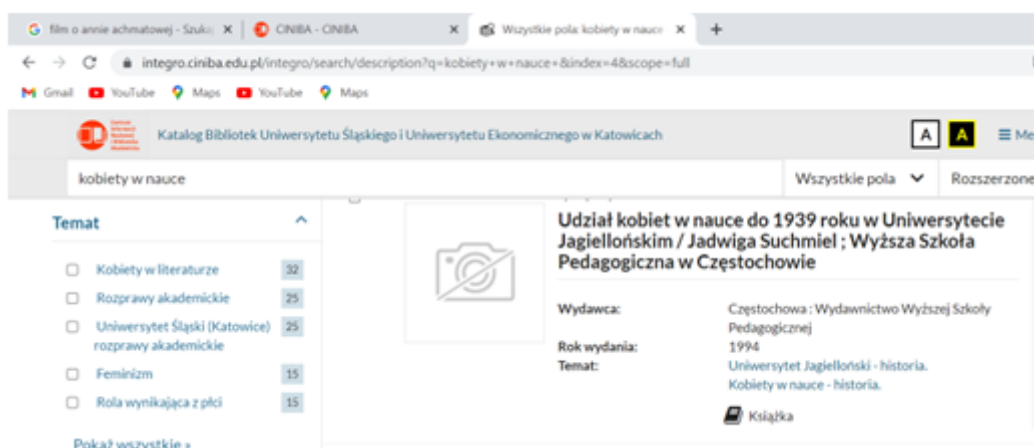 film o annie achmatowej - Szukaj
CINIBA - CINIBA
Wszystkie pola: kobiety w nauce
integro.ciniba.edu.pl/integro/search/description?q=kobiety+w+nauce+&index=4&scope=full
Gmail YouTube Maps YouTube Maps
Katalog Bibliotek Uniwersytetu Śląskiego i Uniwersytetu Ekonomicznego w Katowicach
A A Me
kobiety w nauce
Wszystkie pola
Rozszerzone
Temat
Kobiety w literaturze 32
Rozprawy akademickie 25
Uniwersytet Śląski (Katowice) 25
rozprawy akademickie
Feminizm 15
Rola wynikająca z płci 15
Pokaż wszystkie »
Udział kobiet w nauce do 1939 roku w Uniwersytecie
Jagiellońskim / Jadwiga Suchmiel ; Wyższa Szkoła
Pedagogiczna w Częstochowie
Wydawca: Częstochowa : Wydawnictwo Wyższej Szkoły
Pedagogicznej
Rok wydania: 1994
Temat: Uniwersytet Jagielloński - historia.
Kobiety w nauce - historia.
Książka